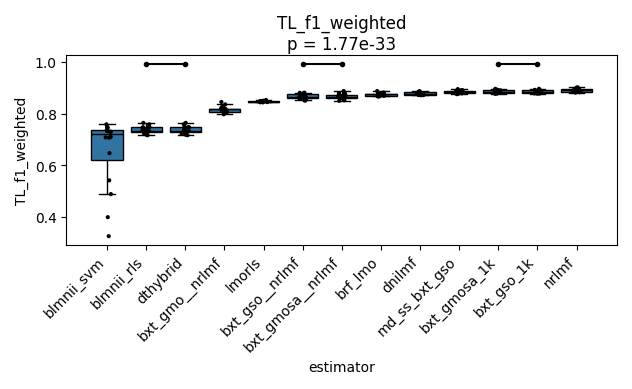 TL_f1_weighted
p = 1.77e-33
TL_f1_weighted
1.0
0.8
0.6
0.4
blmnii_svm
blmnii_rls
dthybrid
bxt_gmo__nrlmf
lmorls
bxt_gso__nrlmf
bxt_gmosa__nrlmf
brf_lmo
dnilmf
md_ss_bxt_gso
bxt_gmosa_1k
bxt_gso_1k
nrlmf
estimator